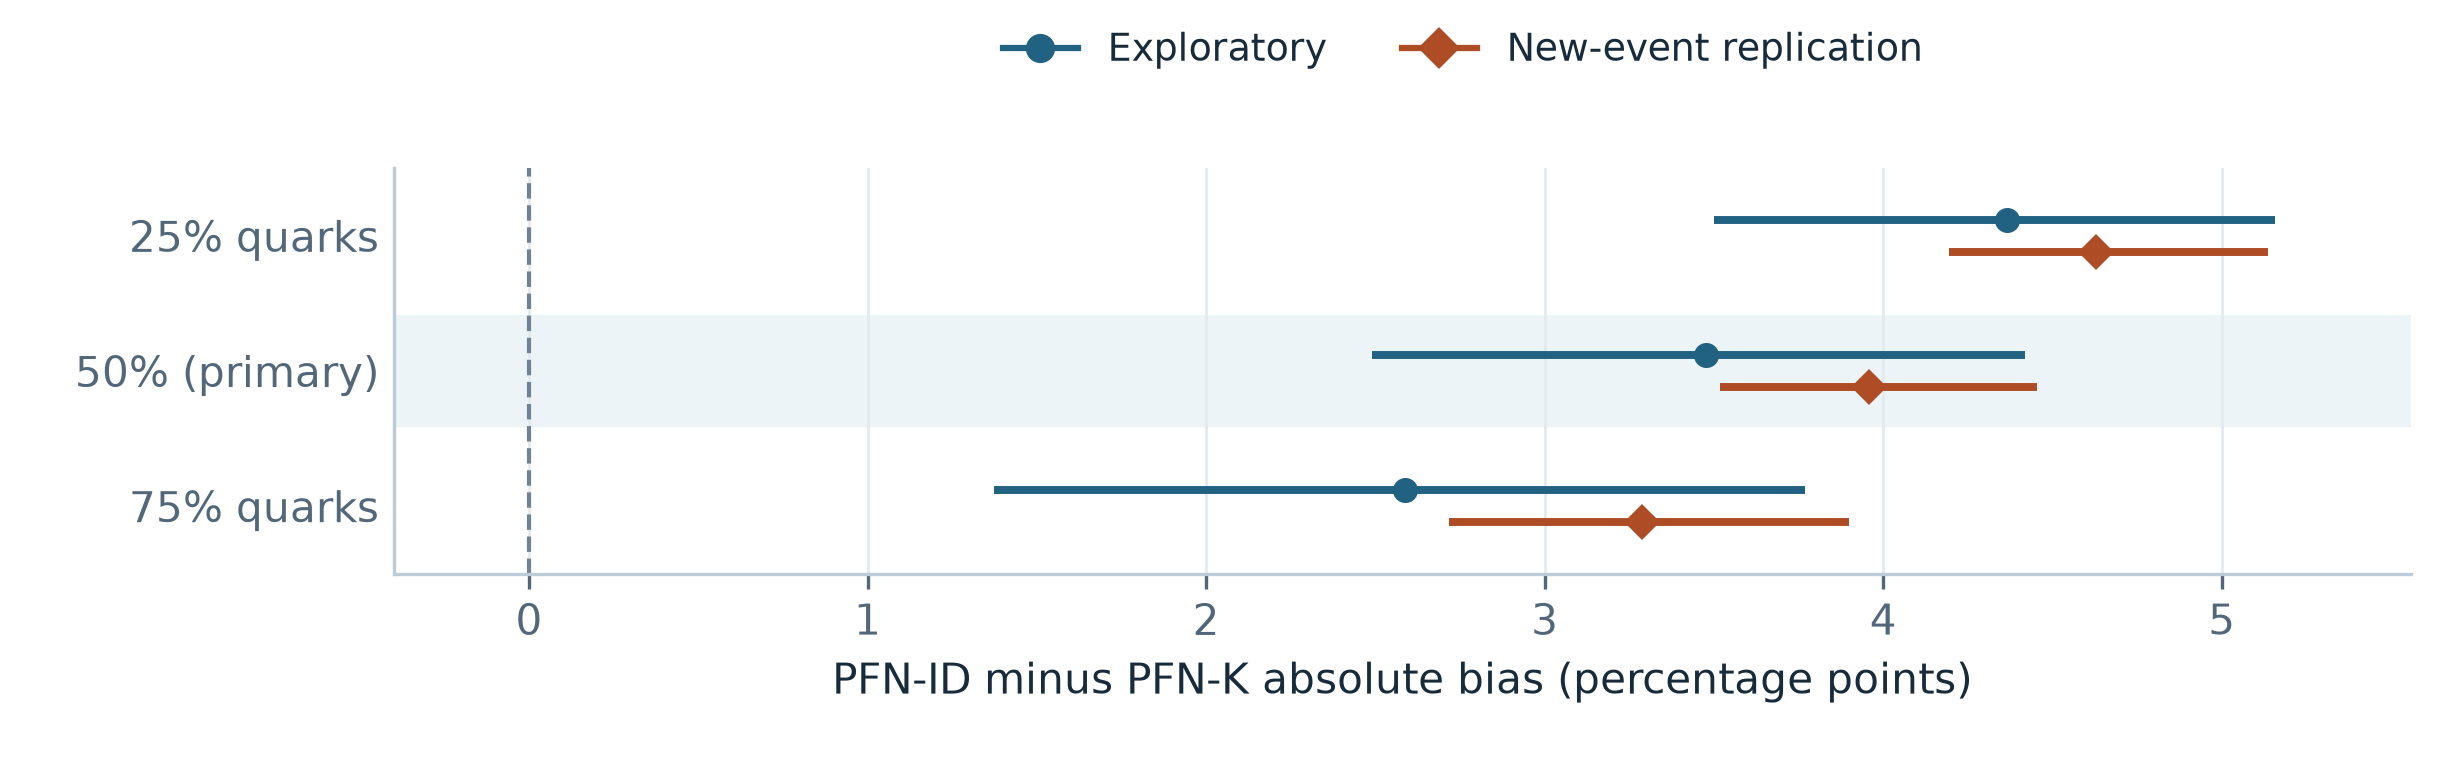 Exploratory New-event replication
25% quarks
50% (primary)
75% quarks
0 1 2 3 4 5
PFN-ID minus PFN-K absolute bias (percentage points)